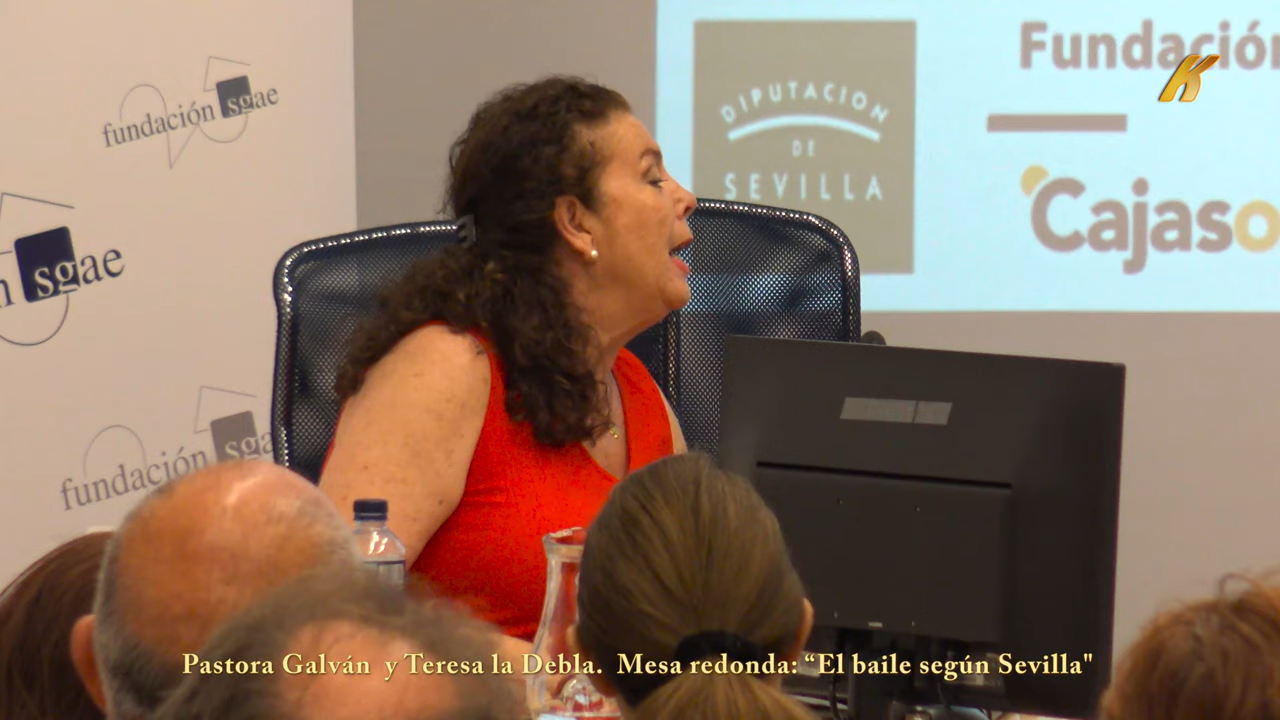 fundación sgae
n sgae
fundación sga
DIPUTACION
DE
SEVILLA
Fundación
Cajaso
K
Pastora Galván y Teresa la Debla. Mesa redonda: “El baile según Sevilla"